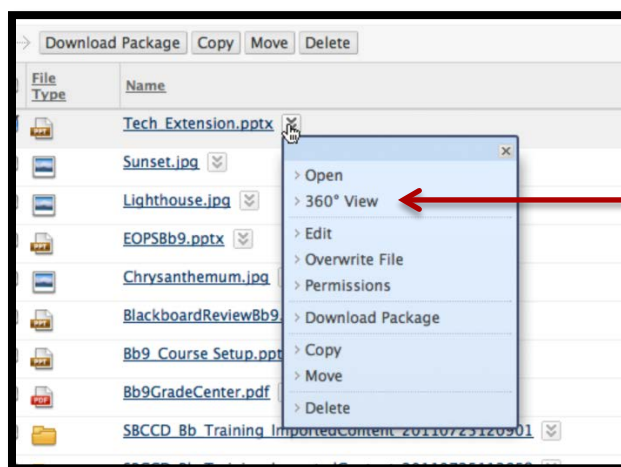 Download Package Copy Move Delete
File Type Name
Tech_Extension.pptx
Sunset.jpg
Lighthouse.jpg
EOPSBb9.pptx
Chrysanthemum.jpg
BlackboardReviewBb9.
Bb9_Course Setup.ppt
Bb9GradeCenter.pdf
SBCCD_Bb_Training_ImportedContent_20110725120901
Open
360° View
Edit
Overwrite File
Permissions
Download Package
Copy
Move
Delete